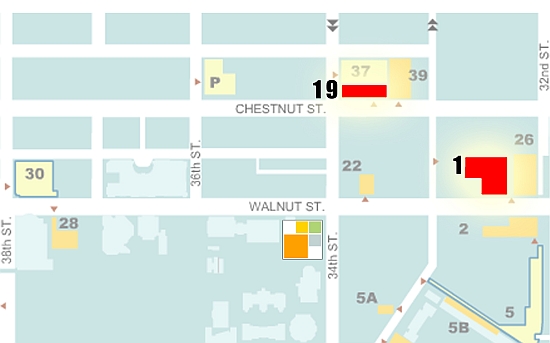 32nd ST.
37
39
P
19
CHESTNUT ST.
36th ST.
26
1
30
22
WALNUT ST.
38th ST.
28
2
34th ST.
5A
5
5B